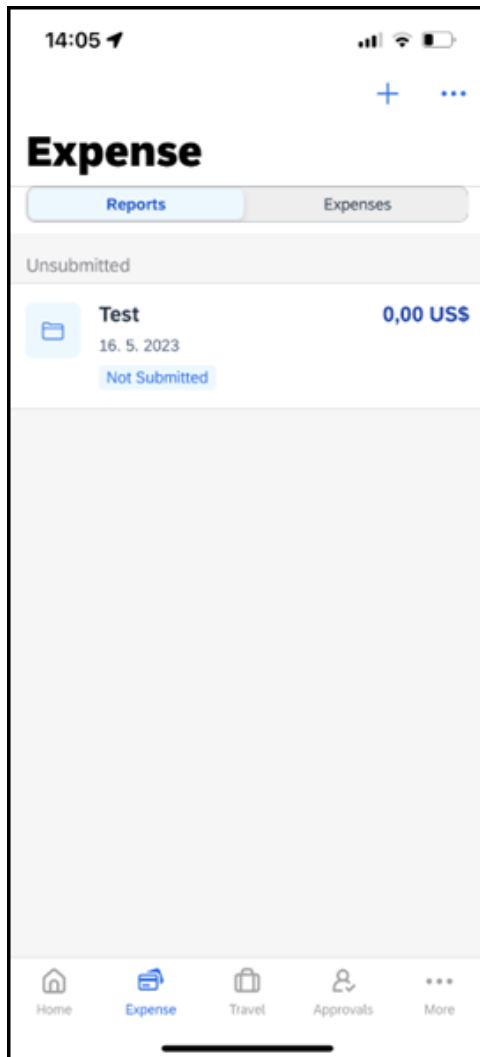 14:05
Expense
Reports Expenses
Unsubmitted
Test 0,00 US$
16. 5. 2023
Not Submitted
Home Expense Travel Approvals More